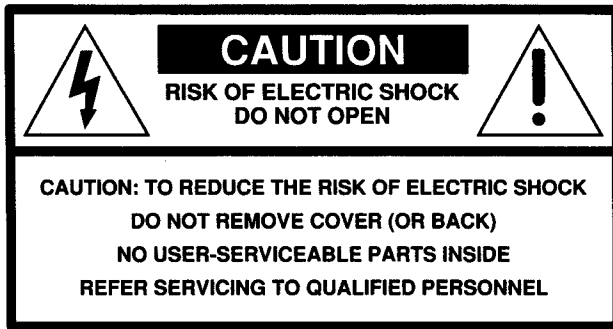 CAUTION
RISK OF ELECTRIC SHOCK
DO NOT OPEN
CAUTION: TO REDUCE THE RISK OF ELECTRIC SHOCK
DO NOT REMOVE COVER (OR BACK)
NO USER-SERVICEABLE PARTS INSIDE
REFER SERVICING TO QUALIFIED PERSONNEL